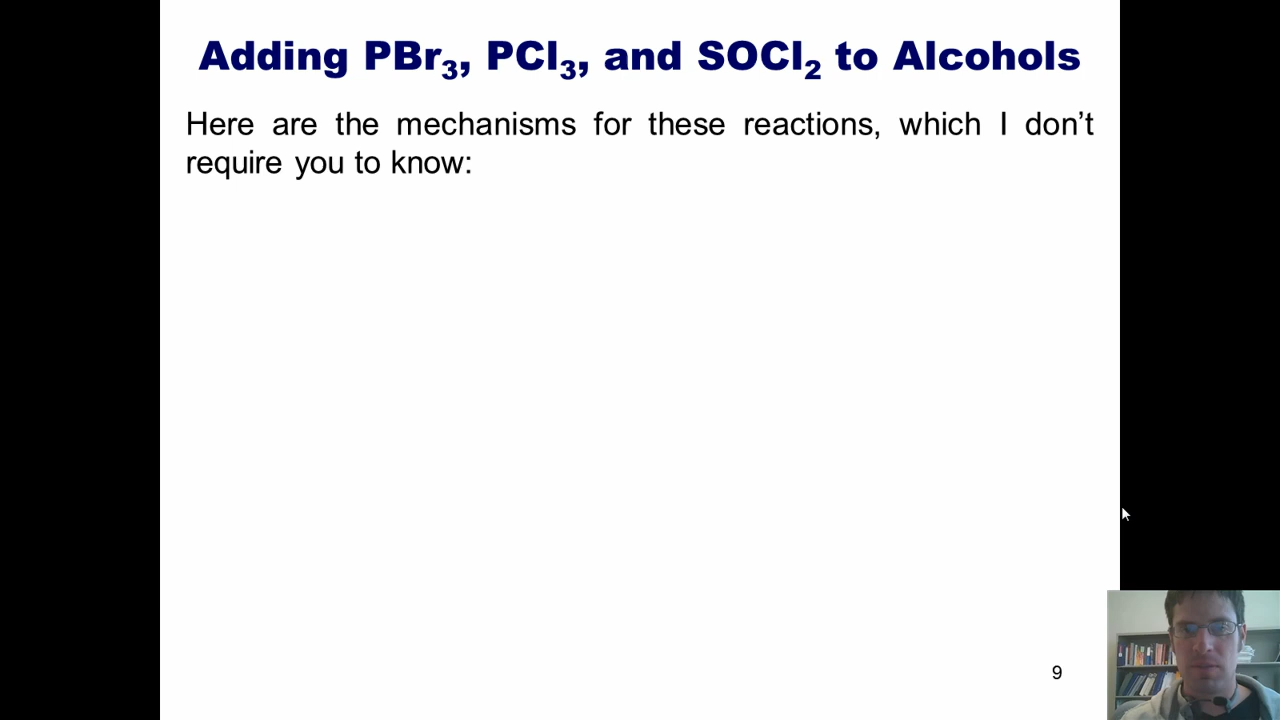 Adding PBr₃, PCl₃, and SOCl₂ to Alcohols
Here are the mechanisms for these reactions, which I don’t
require you to know:
9